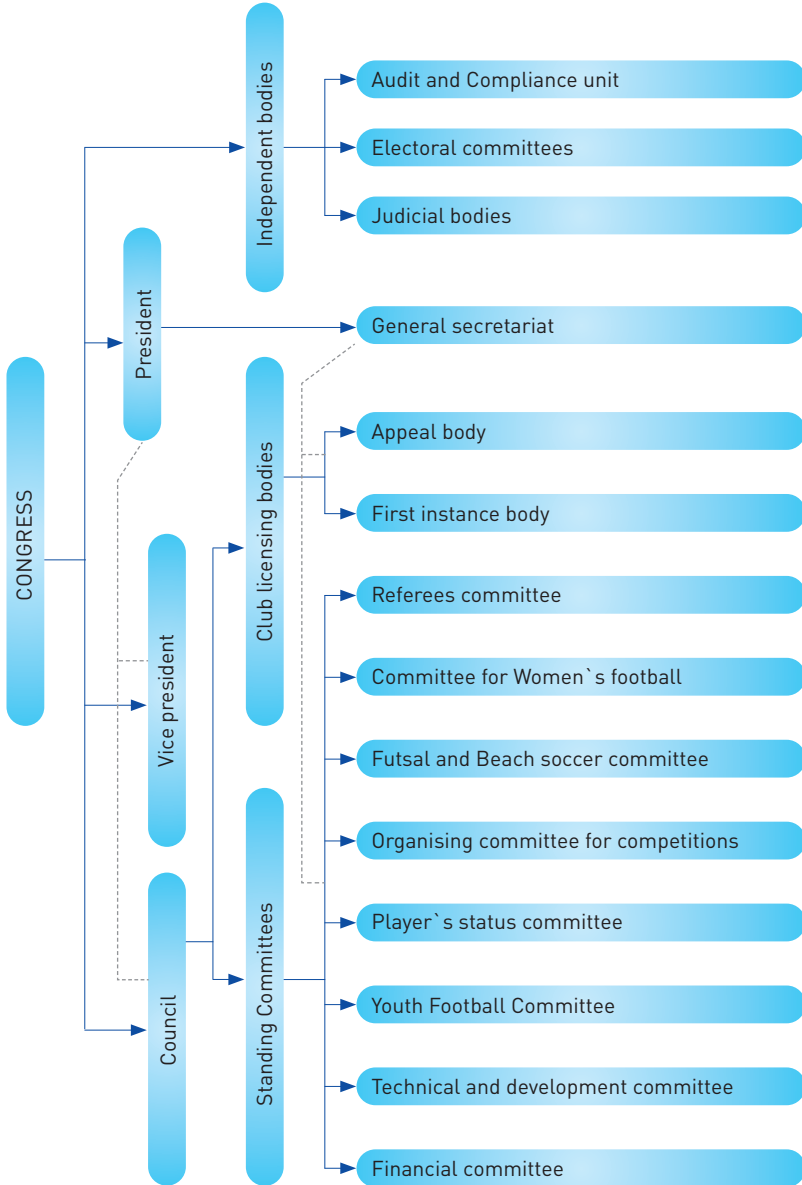 CONGRESS
President
Vice president
Council
Independent bodies
Club licensing bodies
Standing Committees
Audit and Compliance unit
Electoral committees
Judicial bodies
General secretariat
Appeal body
First instance body
Referees committee
Committee for Women`s football
Futsal and Beach soccer committee
Organising committee for competitions
Player`s status committee
Youth Football Committee
Technical and development committee
Financial committee